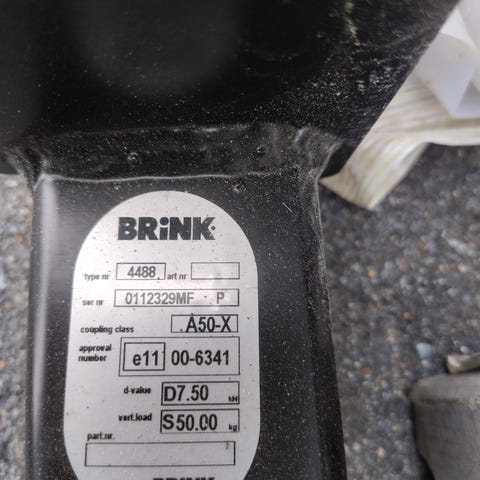 BRiNK
type nr 4488 art nr
ser nr 0112329MF P
coupling class A50-X
approval number e11 00-6341
d-value D7.50 kN
vert.load S50.00 kg
part.nr.
BRINK